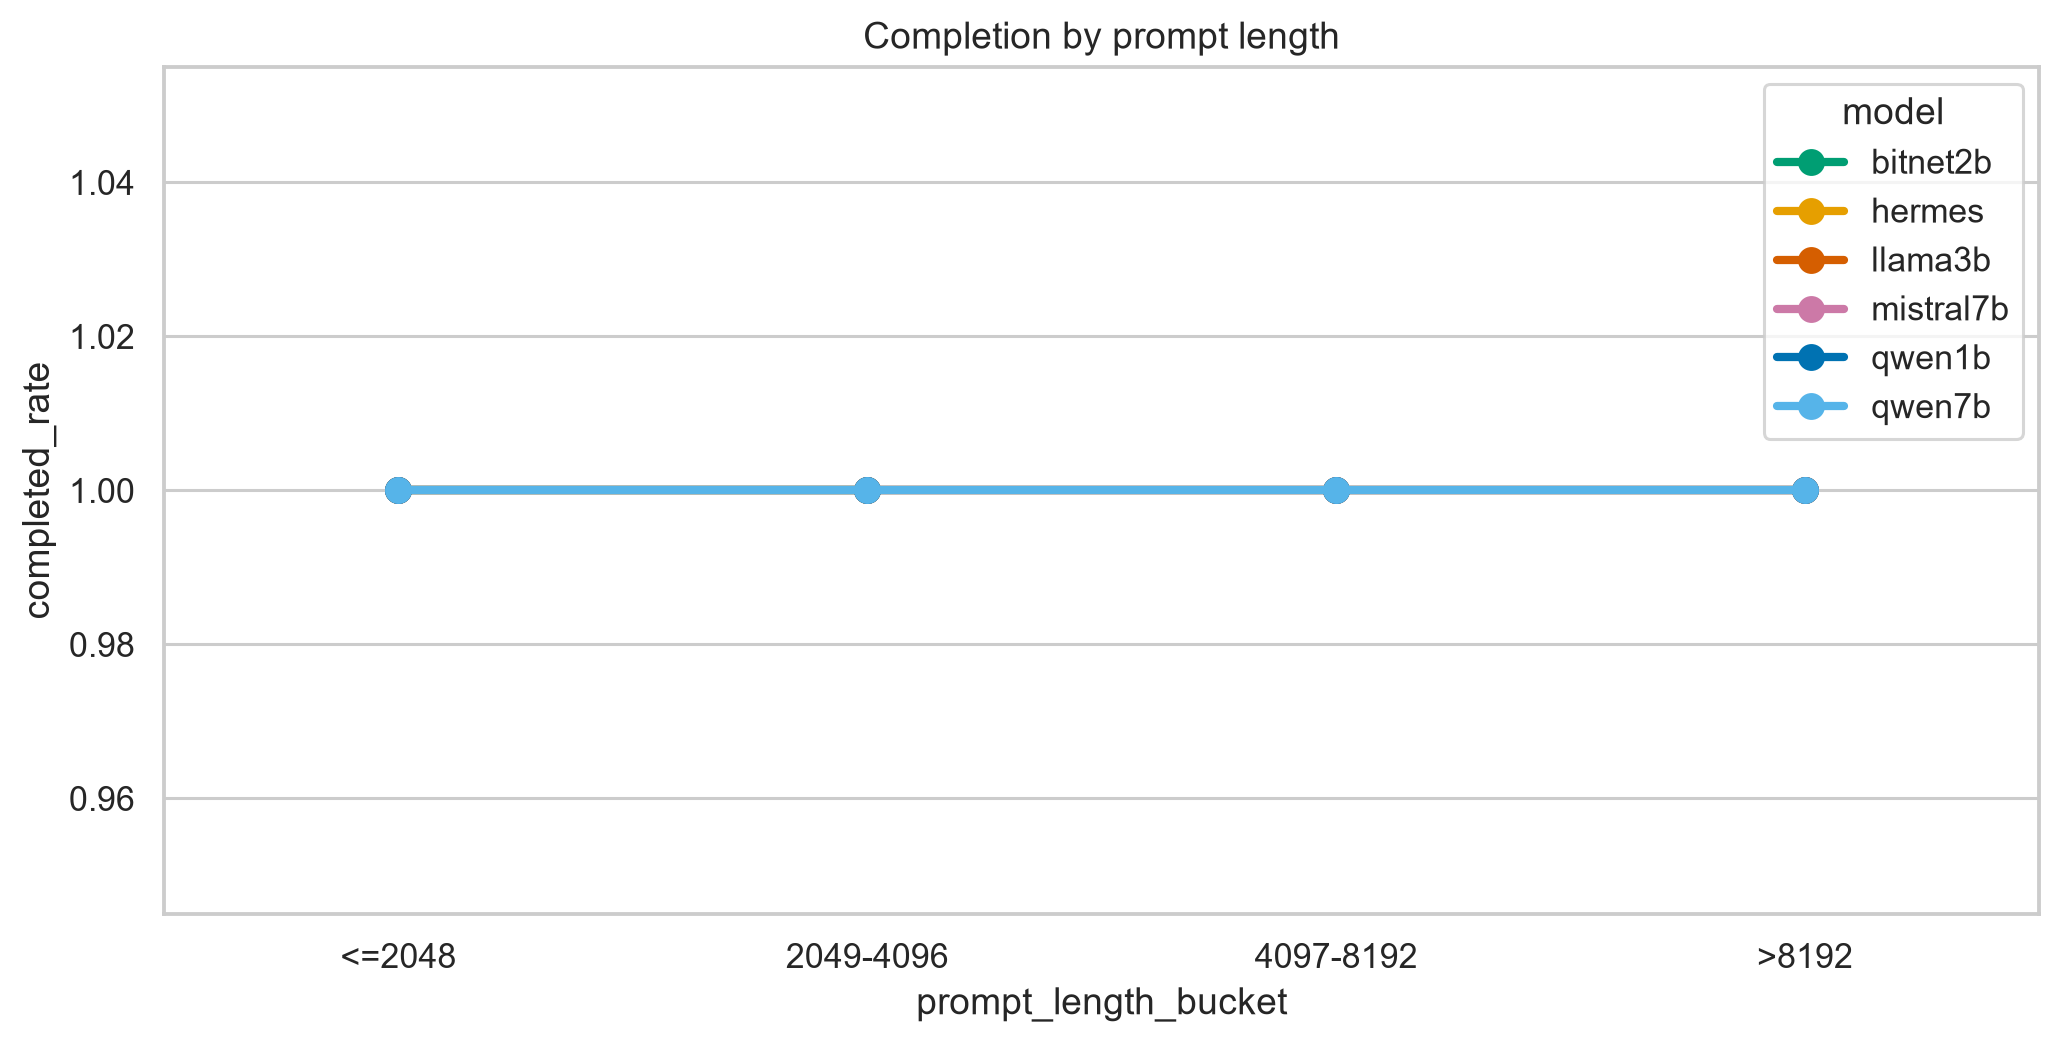 Completion by prompt length
model
bitnet2b
hermes
llama3b
mistral7b
qwen1b
qwen7b
completed_rate
1.04
1.02
1.00
0.98
0.96
<=2048
2049-4096
4097-8192
>8192
prompt_length_bucket